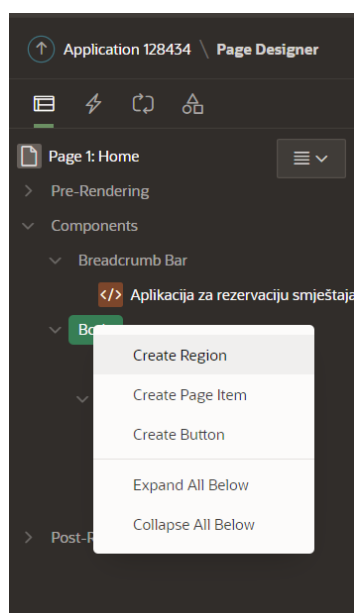 Application 128434 \ Page Designer
Page 1: Home
Pre-Rendering
Components
Breadcrumb Bar
</> Aplikacija za rezervaciju smještaja
Create Region
Create Page Item
Create Button
Expand All Below
Collapse All Below